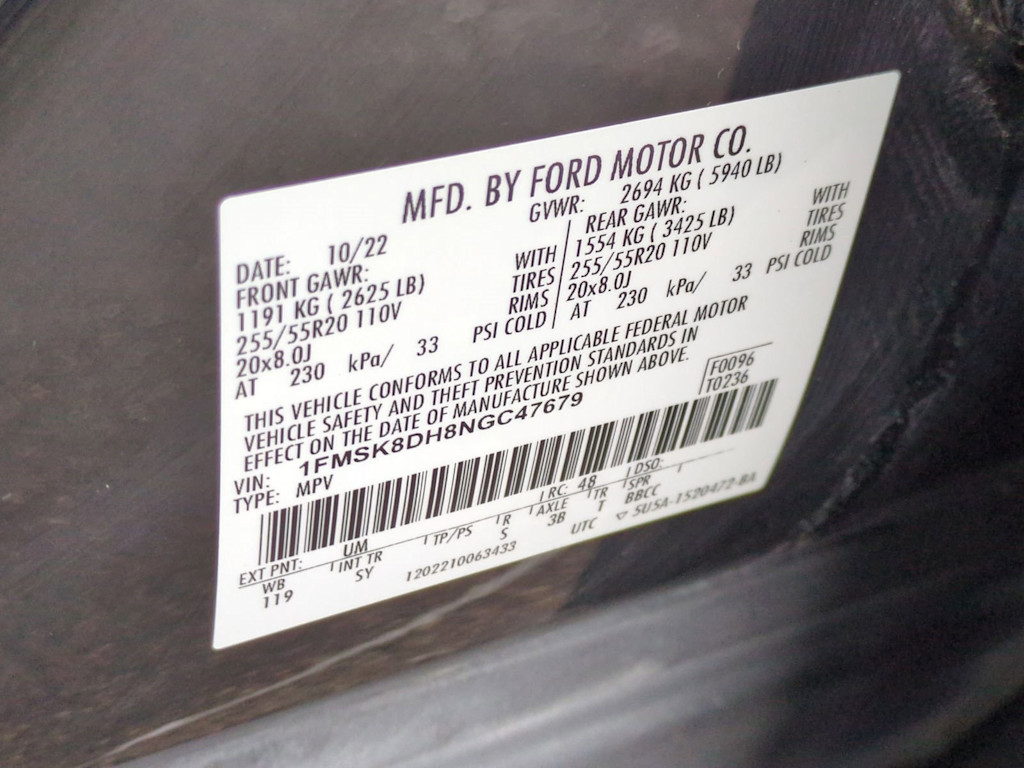 MFD. BY FORD MOTOR CO.
DATE: 10/22 GVWR: 2694 KG ( 5940 LB)
FRONT GAWR: WITH REAR GAWR: WITH
1191 KG ( 2625 LB) TIRES 1554 KG ( 3425 LB) TIRES
255/55R20 110V RIMS 255/55R20 110V RIMS
20x8.0J PSI COLD 20x8.0J PSI COLD
AT 230 kPa/ 33 AT 230 kPa/ 33
THIS VEHICLE CONFORMS TO ALL APPLICABLE FEDERAL MOTOR
VEHICLE SAFETY AND THEFT PREVENTION STANDARDS IN
EFFECT ON THE DATE OF MANUFACTURE SHOWN ABOVE.
F0096
T0236
VIN: 1FMSK8DH8NGC47679
TYPE: MPV
EXT PNT: UM RC: 48 DSO:
WB INT TR TP/PS R AXLE TR SPR
119 SY S 3B T BBCC
1202210063433 UTC ▽ 5U5A-1520472-BA